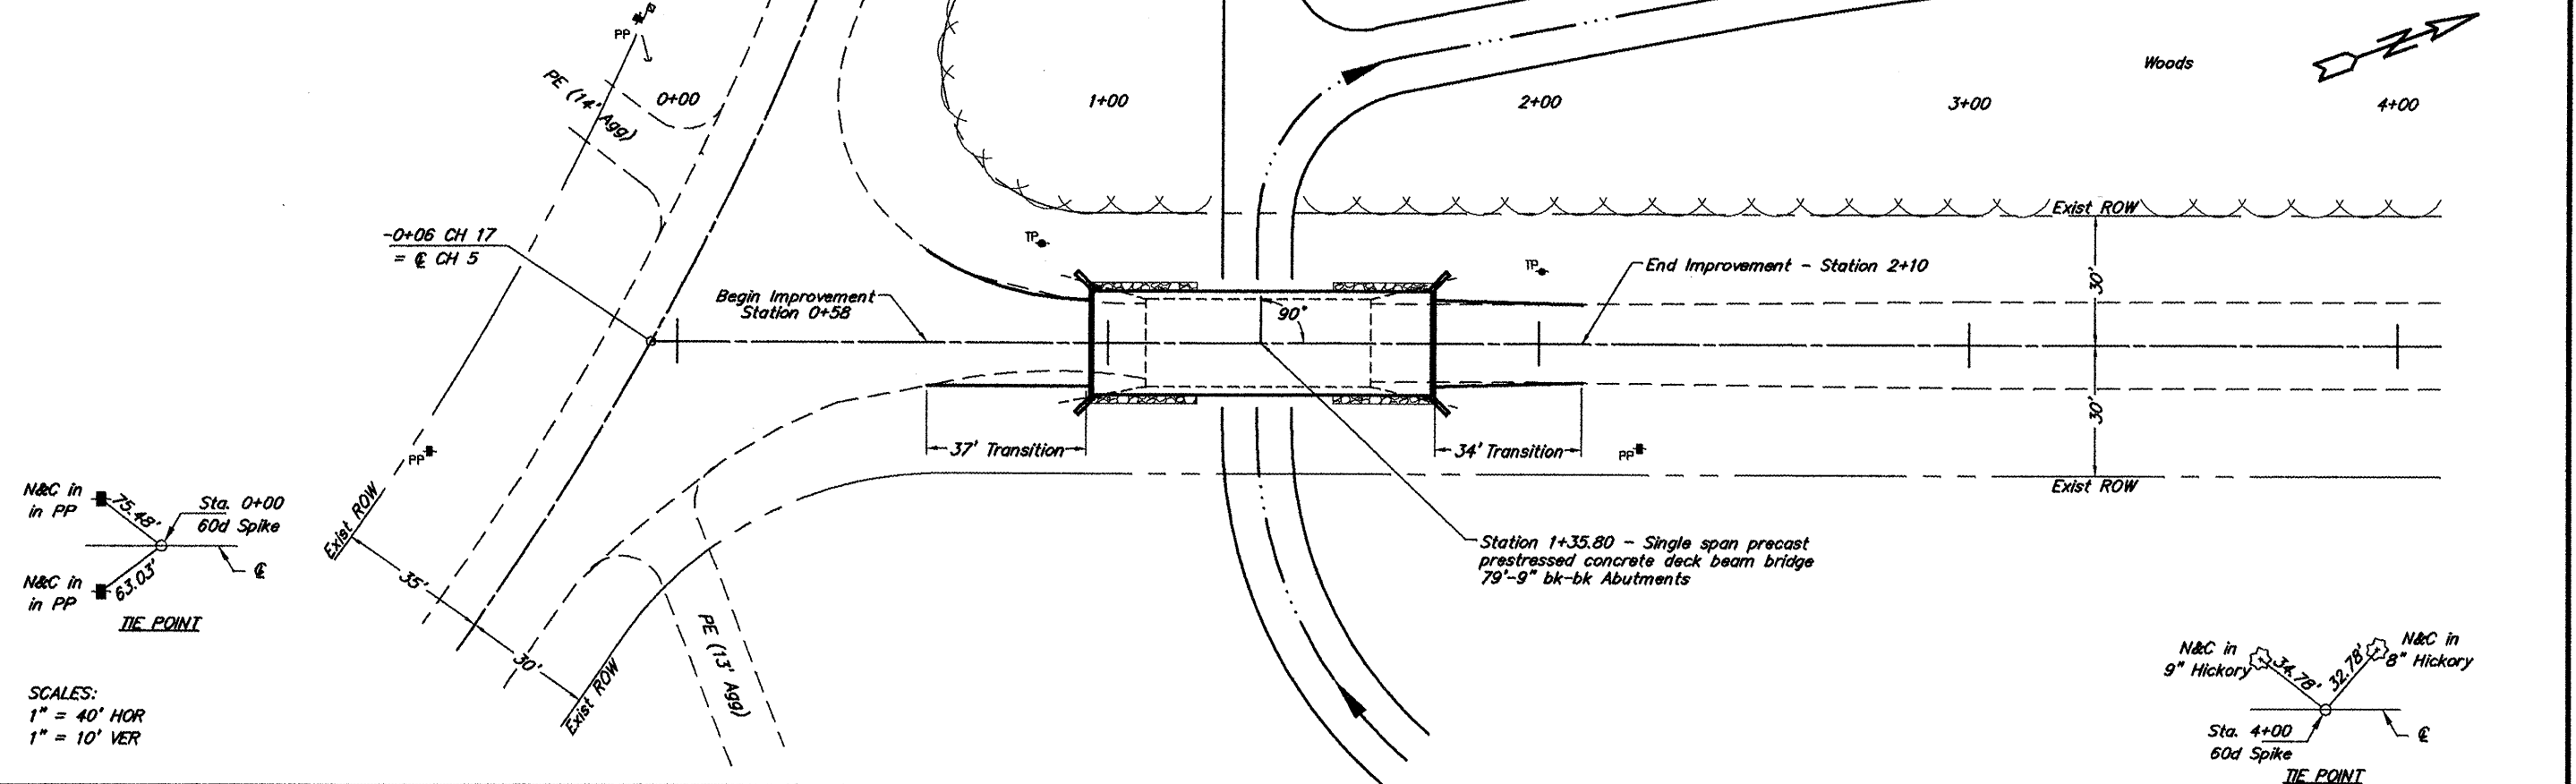 PP
PE (14' Agg)
0+00
1+00
2+00
3+00
4+00
Woods
N
-0+06 CH 17
= ℄ CH 5
TP
TP
Exist ROW
Begin Improvement
Station 0+58
End Improvement - Station 2+10
90°
30'
30'
37' Transition
34' Transition
PP
PP
Exist ROW
N&C in
in PP
75.48'
Sta. 0+00
60d Spike
℄
N&C in
in PP
63.03'
TIE POINT
Exist ROW
35'
30'
Exist ROW
PE (13' Agg)
Station 1+35.80 - Single span precast
prestressed concrete deck beam bridge
79'-9" bk-bk Abutments
SCALES:
1" = 40' HOR
1" = 10' VER
N&C in
9" Hickory
34.78'
32.78'
N&C in
8" Hickory
Sta. 4+00
60d Spike
℄
TIE POINT